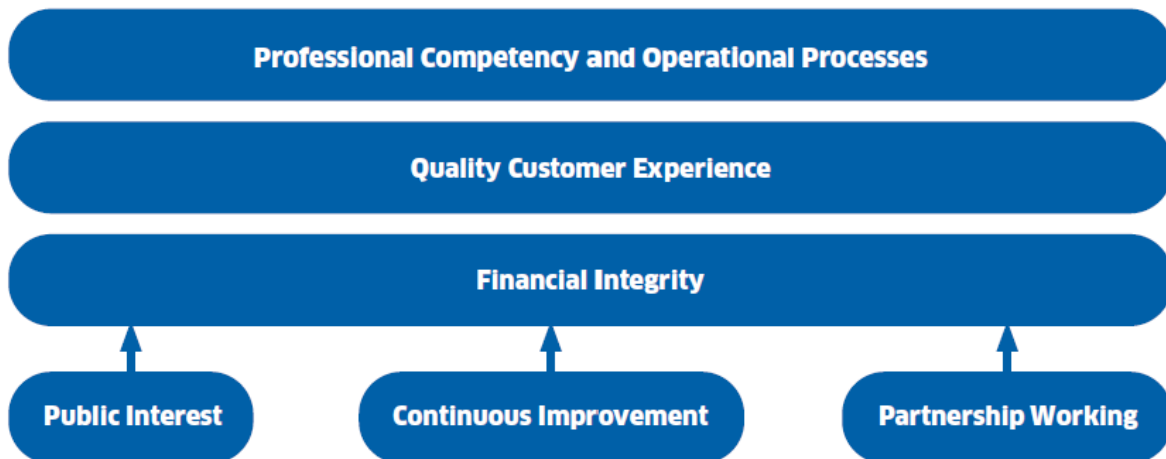 Professional Competency and Operational Processes
Quality Customer Experience
Financial Integrity
Public Interest
Continuous Improvement
Partnership Working